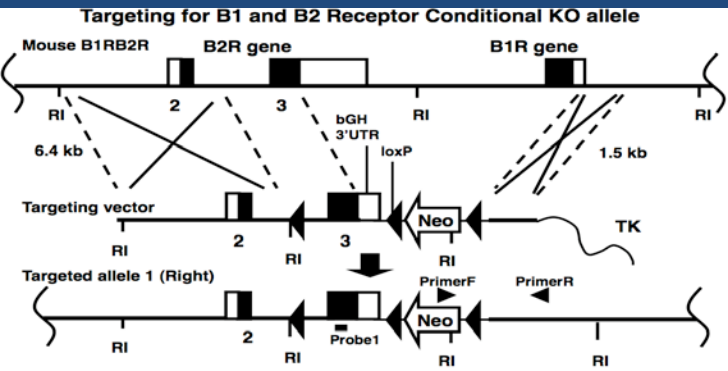 Targeting for B1 and B2 Receptor Conditional KO allele
Mouse B1RB2R
B2R gene
B1R gene
RI
2
3
RI
RI
6.4 kb
bGH
3'UTR
loxP
1.5 kb
Targeting vector
Neo
TK
RI
2
RI
3
RI
Targeted allele 1 (Right)
PrimerF
PrimerR
Neo
2
Probe1
RI
RI
RI
RI